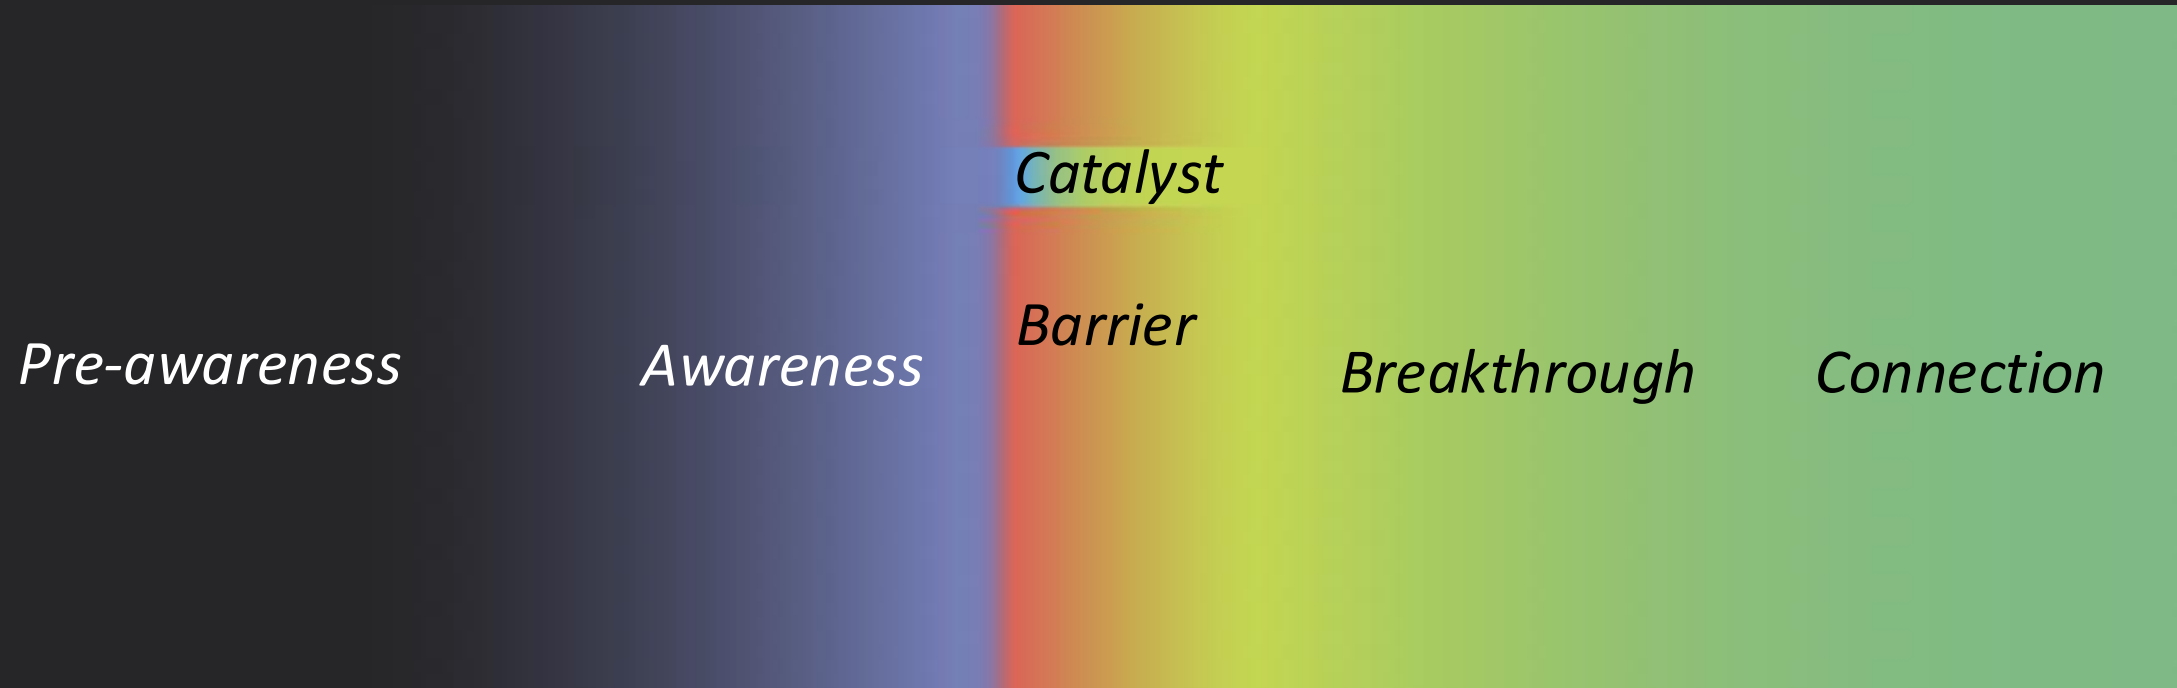 Catalyst
Barrier
Pre-awareness
Awareness
Breakthrough
Connection